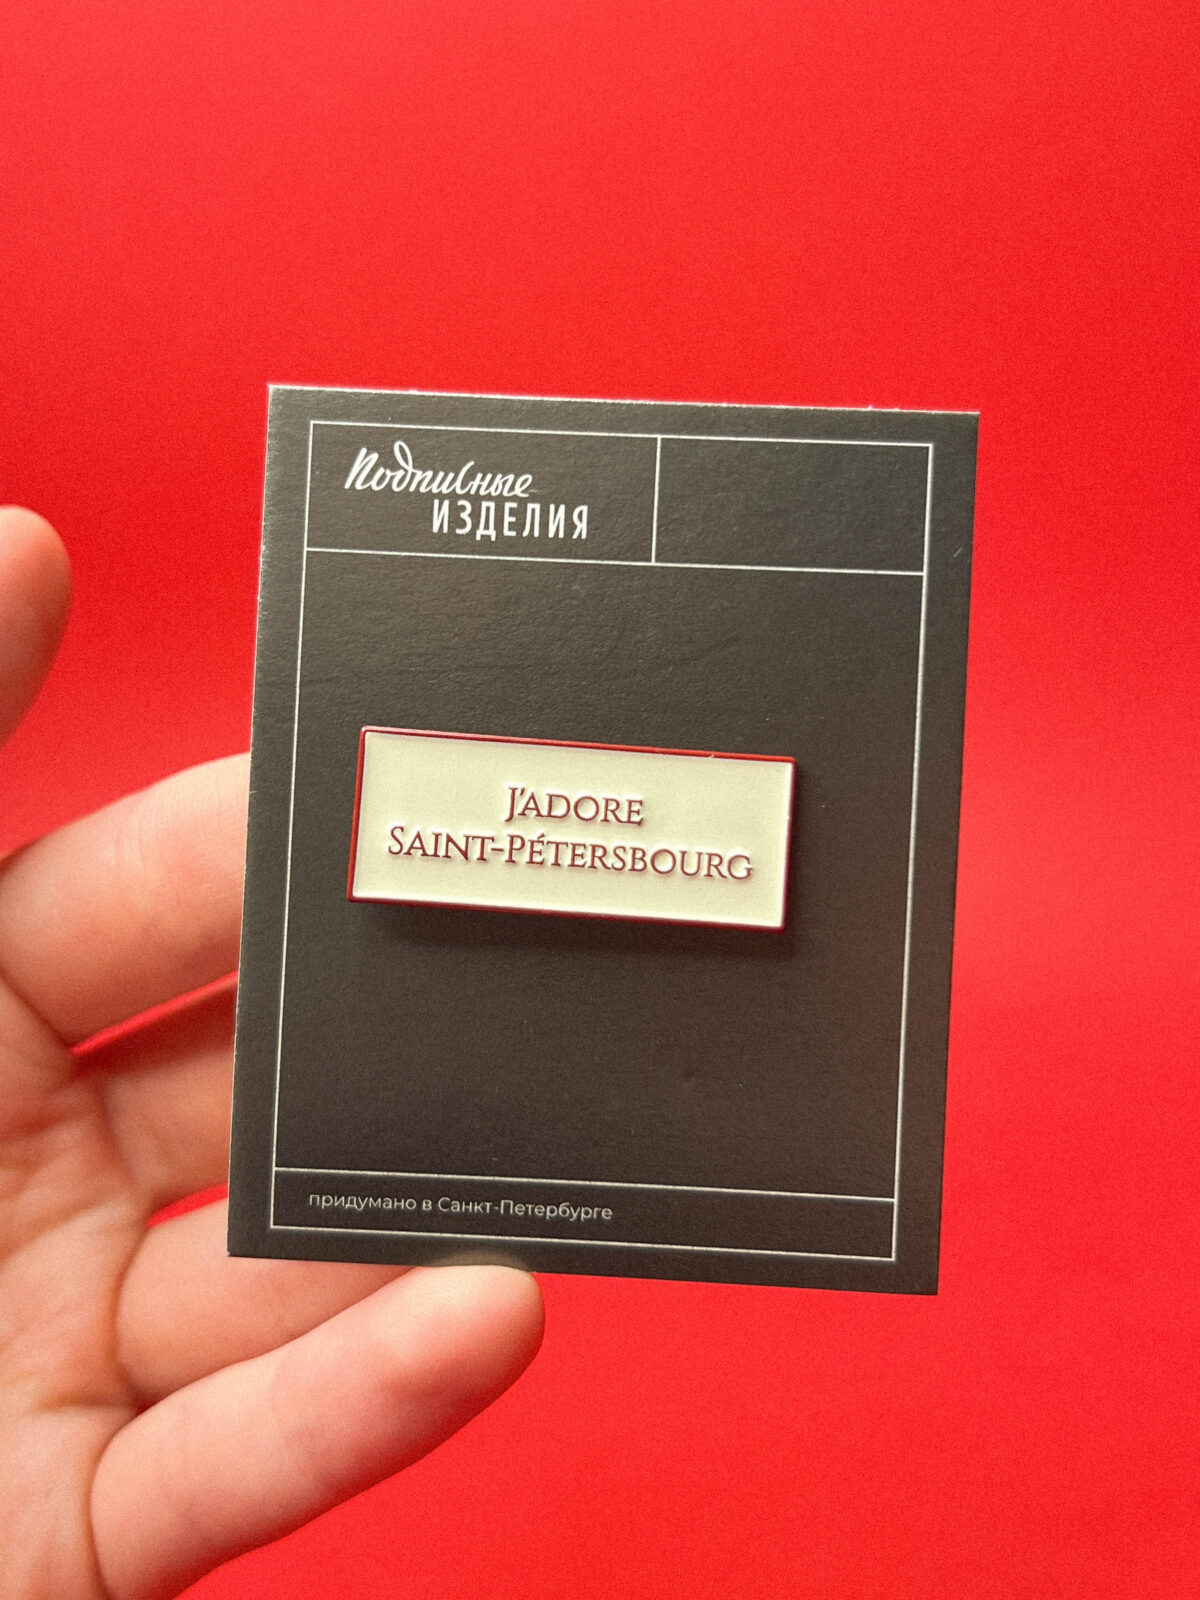 Подписные
ИЗДЕЛИЯ
J'ADORE
SAINT-PÉTERSBOURG
придумано в Санкт-Петербурге